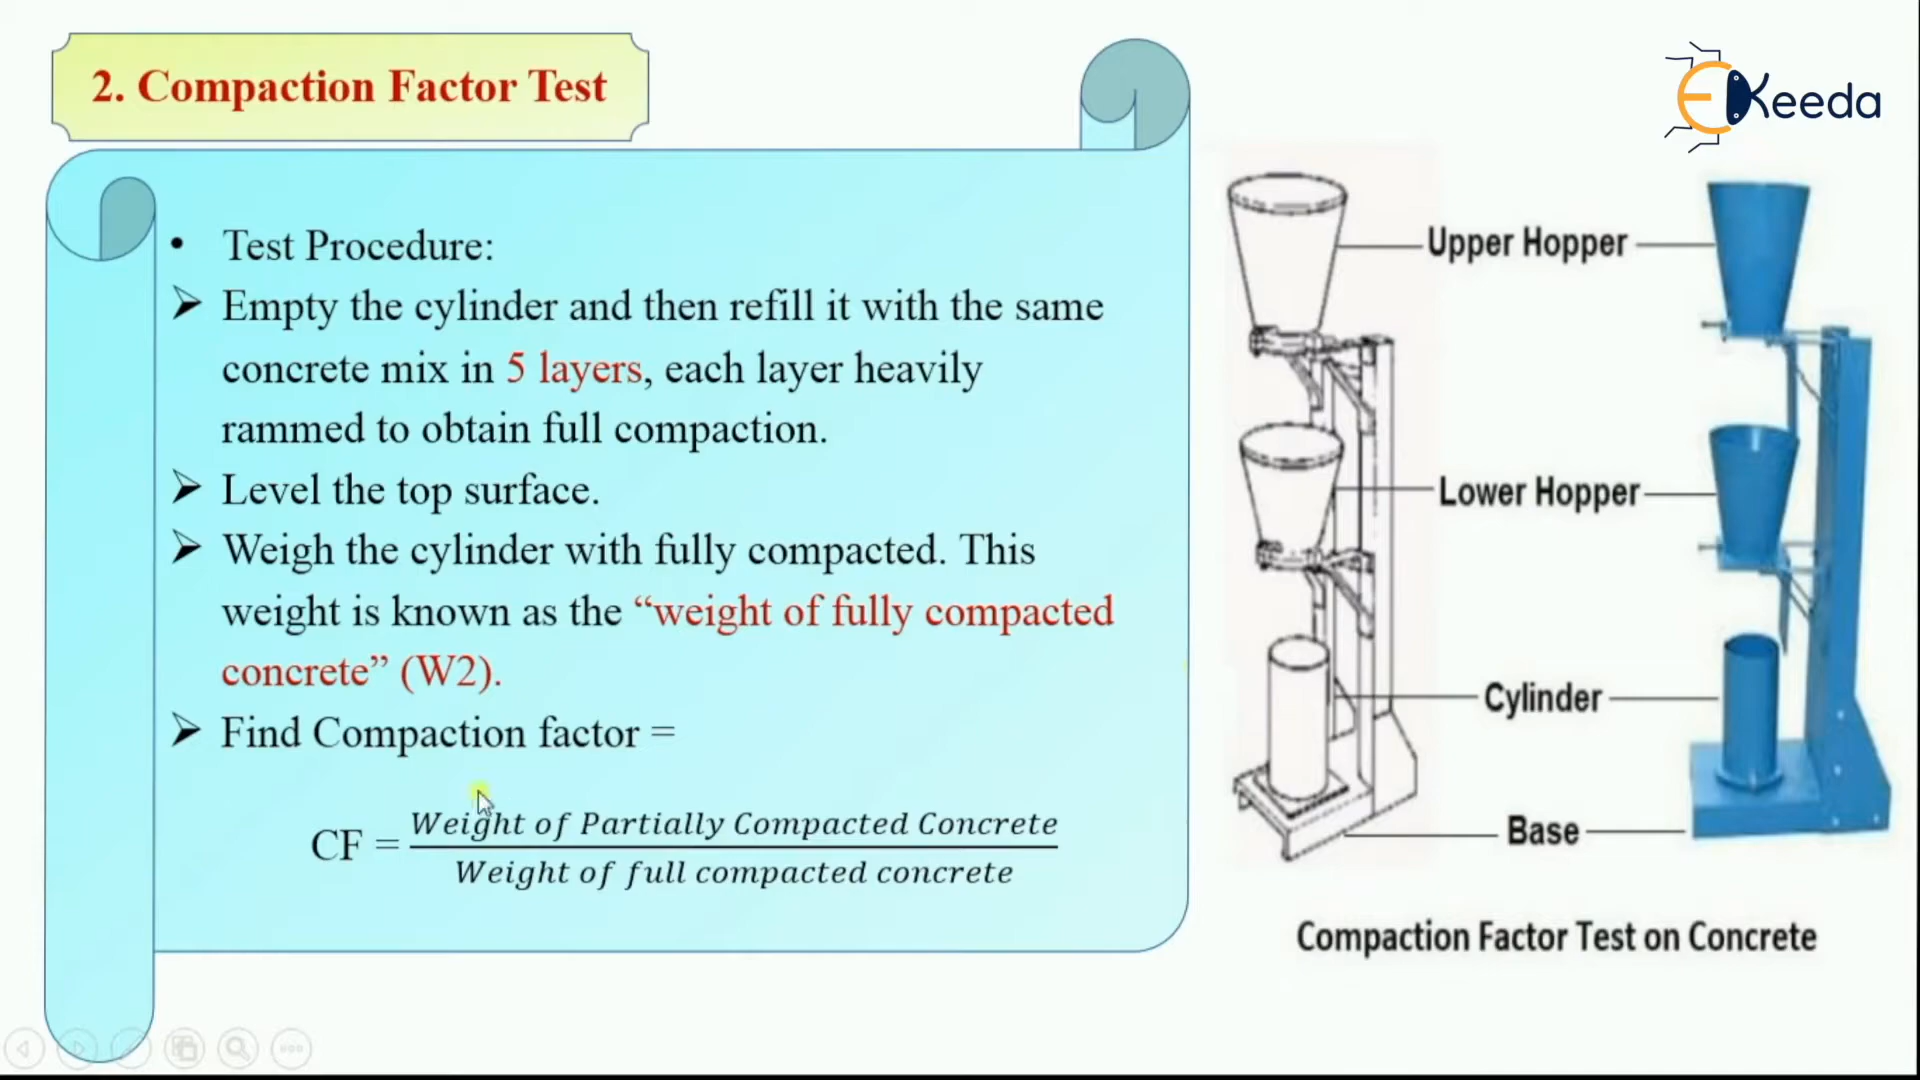 2. Compaction Factor Test
EKeeda
• Test Procedure:
➤ Empty the cylinder and then refill it with the same
concrete mix in 5 layers, each layer heavily
rammed to obtain full compaction.
➤ Level the top surface.
➤ Weigh the cylinder with fully compacted. This
weight is known as the “weight of fully compacted
concrete” (W2).
➤ Find Compaction factor =
CF = Weight of Partially Compacted Concrete
Weight of full compacted concrete
Upper Hopper
Lower Hopper
Cylinder
Base
Compaction Factor Test on Concrete